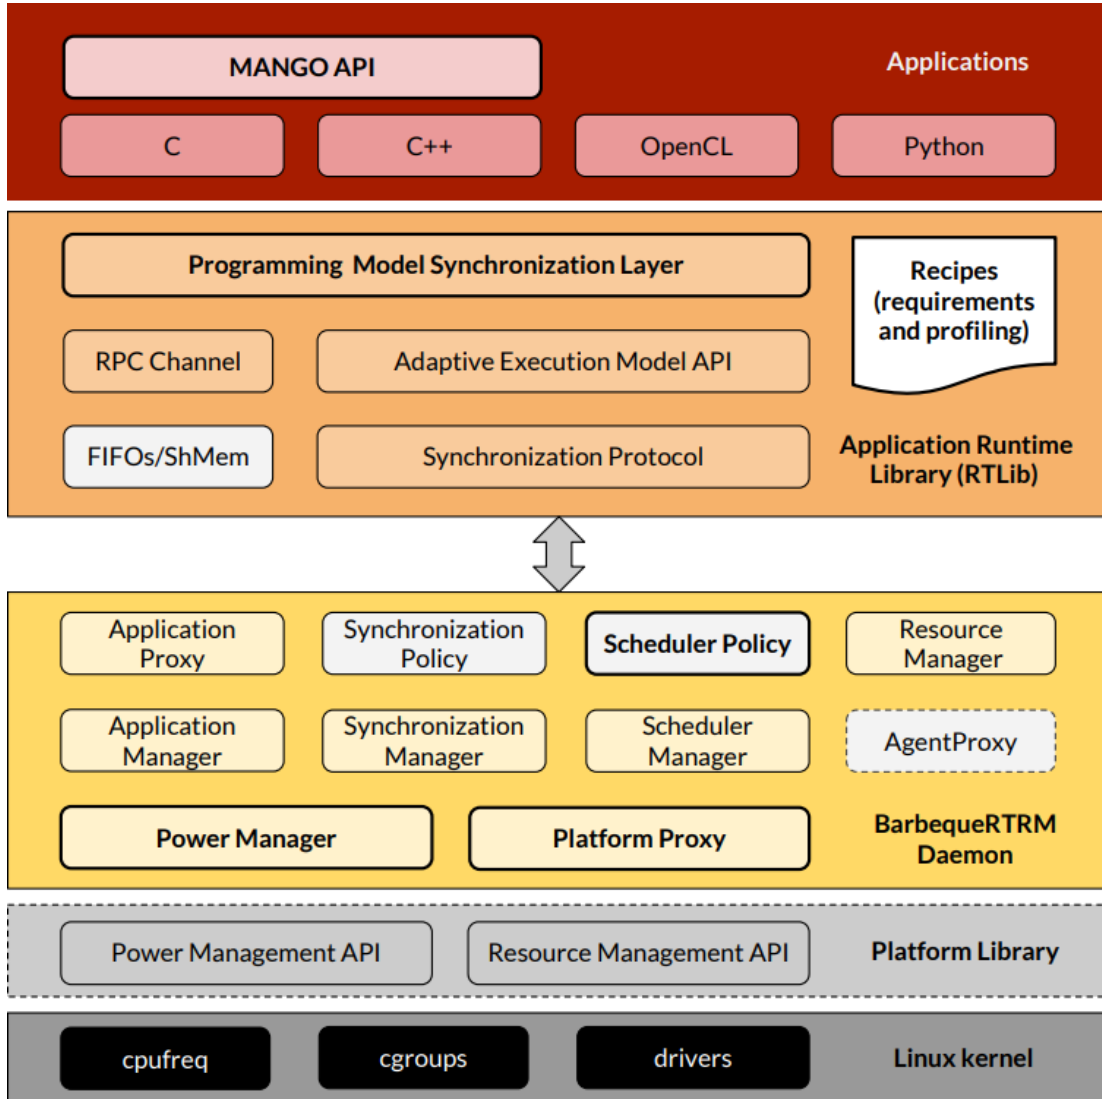 MANGO API
Applications
C
C++
OpenCL
Python
Programming Model Synchronization Layer
Recipes
(requirements
and profiling)
RPC Channel
Adaptive Execution Model API
FIFOs/ShMem
Synchronization Protocol
Application Runtime
Library (RTLib)
Application
Proxy
Synchronization
Policy
Scheduler Policy
Resource
Manager
Application
Manager
Synchronization
Manager
Scheduler
Manager
AgentProxy
Power Manager
Platform Proxy
BarbequeRTRM
Daemon
Power Management API
Resource Management API
Platform Library
cpufreq
cgroups
drivers
Linux kernel